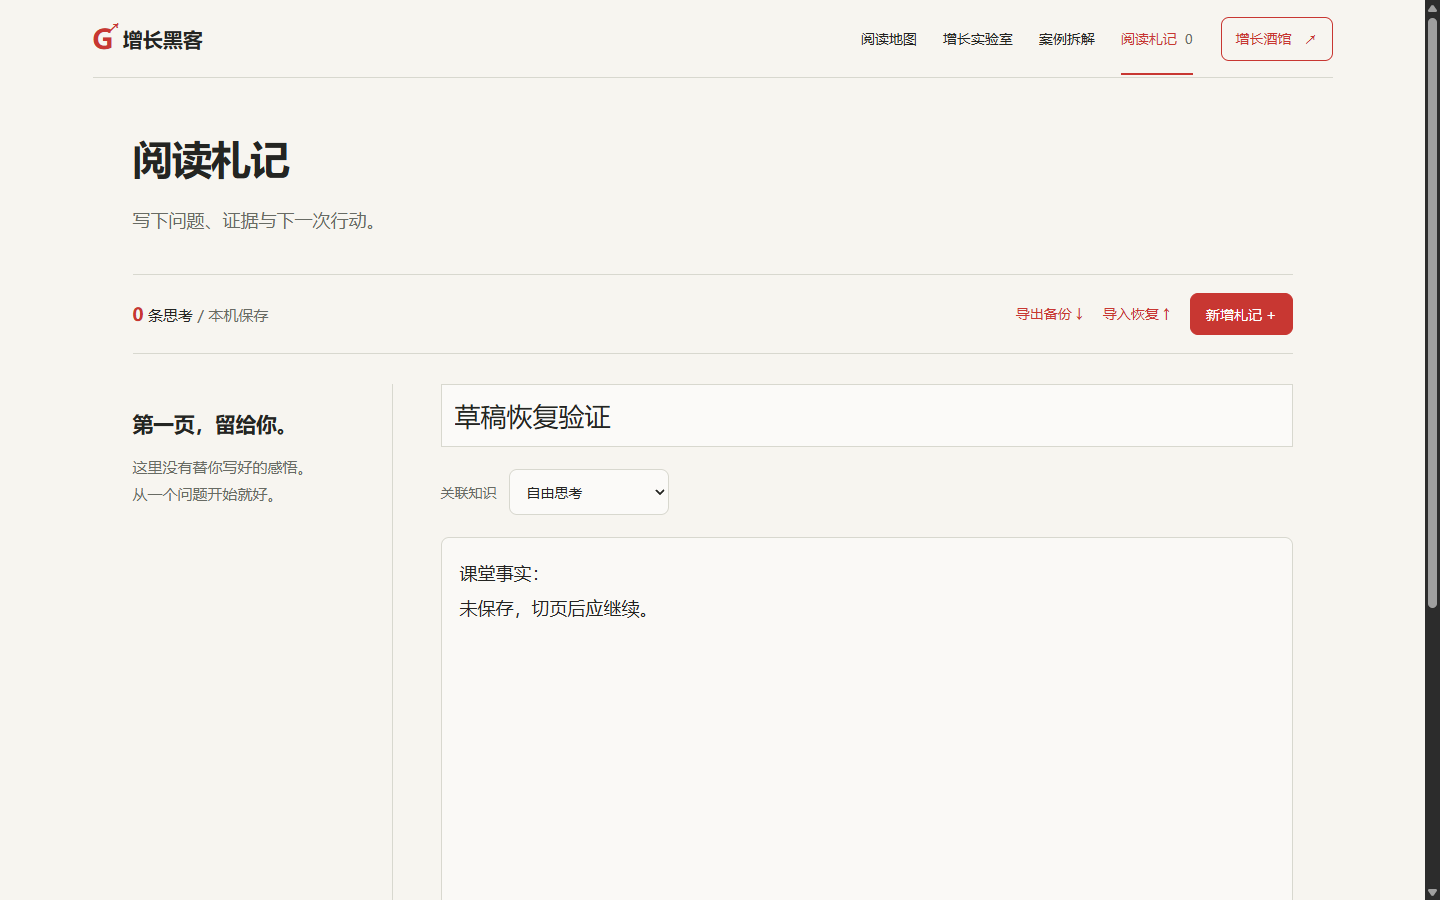 G 增长黑客
阅读地图 增长实验室 案例拆解 阅读札记 0 增长酒馆 ↗
阅读札记
写下问题、证据与下一次行动。
0 条思考 / 本机保存 导出备份 ↓ 导入恢复 ↑ 新增札记 +
第一页，留给你。
这里没有替你写好的感悟。
从一个问题开始就好。
草稿恢复验证
关联知识 自由思考
课堂事实：
未保存，切页后应继续。